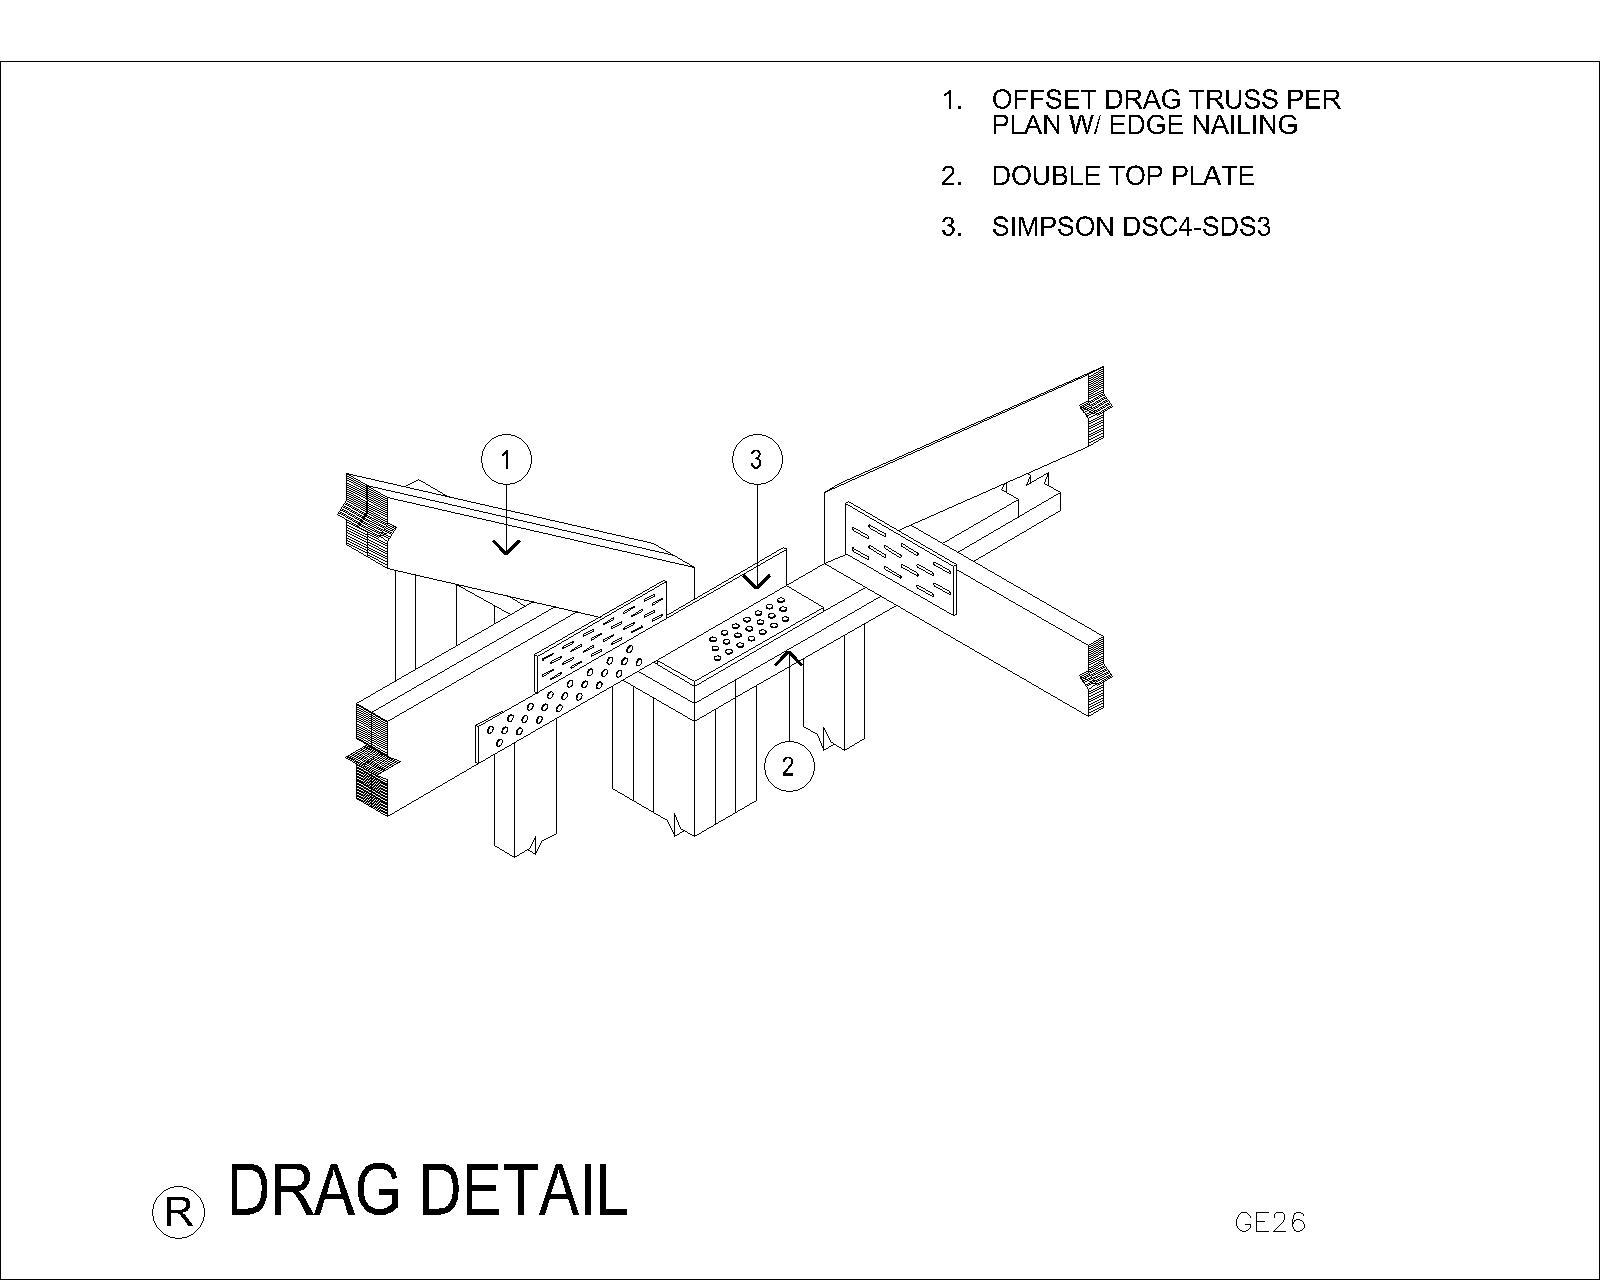 1. OFFSET DRAG TRUSS PER
PLAN W/ EDGE NAILING
2. DOUBLE TOP PLATE
3. SIMPSON DSC4-SDS3
1
3
2
R DRAG DETAIL
GE26